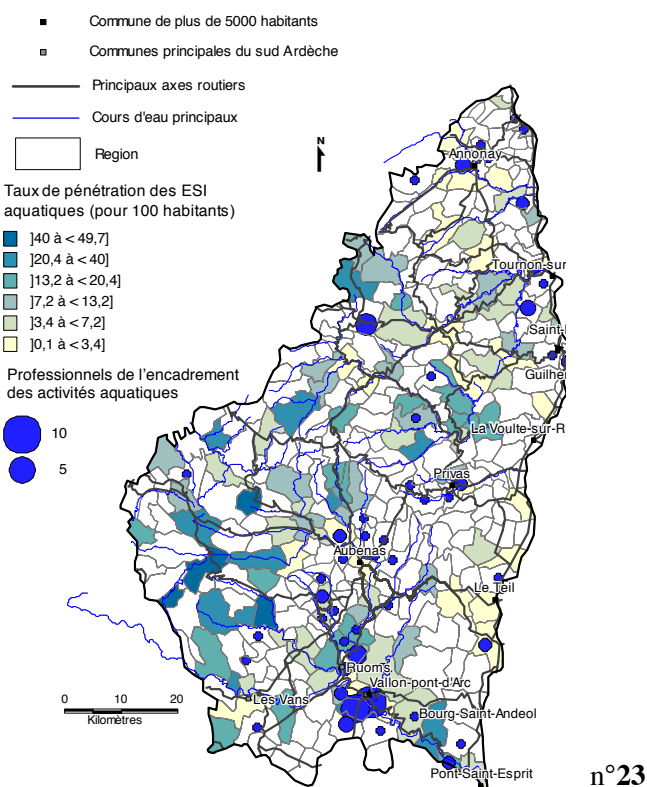 Commune de plus de 5000 habitants
Communes principales du sud Ardèche
Principaux axes routiers
Cours d'eau principaux
Region
N
Taux de pénétration des ESI
aquatiques (pour 100 habitants)
]40 à < 49,7]
]20,4 à < 40]
]13,2 à < 20,4]
]7,2 à < 13,2]
]3,4 à < 7,2]
]0,1 à < 3,4]
Professionnels de l'encadrement
des activités aquatiques
10
5
Annonay
Tournon-sur
Saint-
Guilher
La Voulte-sur-R
Privas
Aubenas
Le Teil
Ruoms
Vallon-pont-d'Arc
Les Vans
Bourg-Saint-Andeol
Pont-Saint-Esprit
0 10 20
Kilomètres
n°23